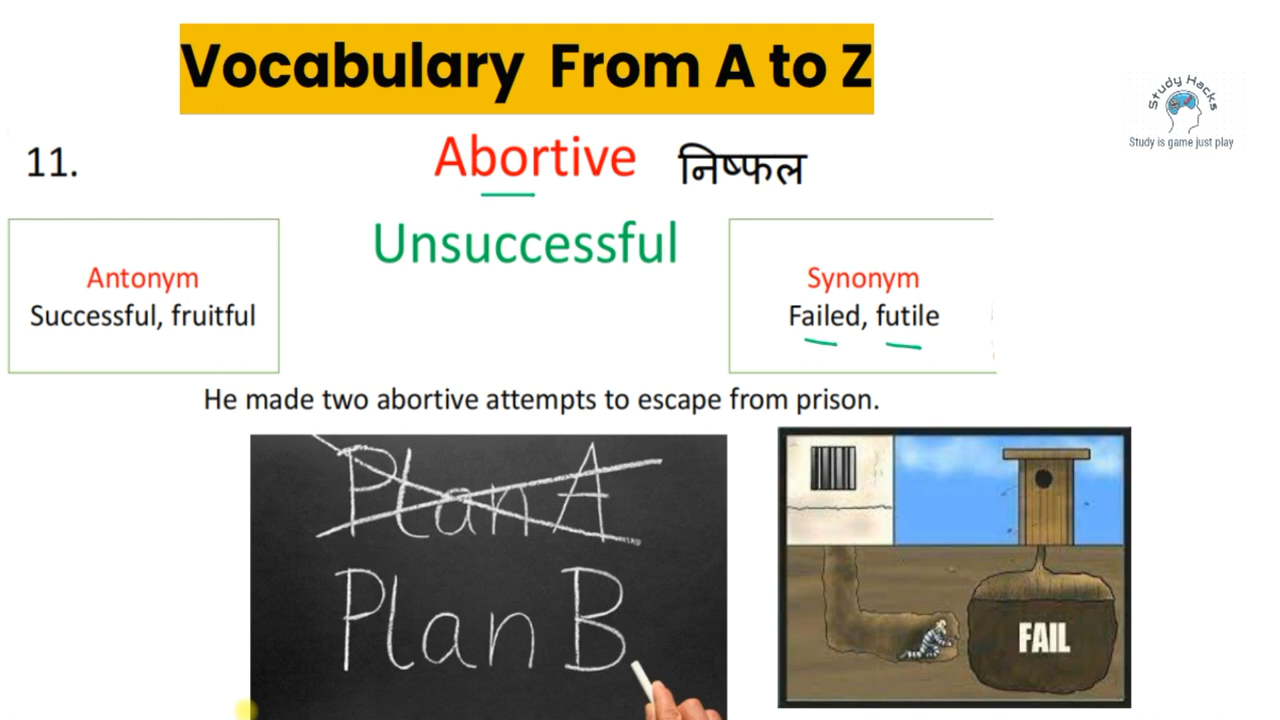 Vocabulary From A to Z
Study Hacks
Study is game just play
11.
Abortive निष्फल
Unsuccessful
Antonym
Successful, fruitful
Synonym
Failed, futile
He made two abortive attempts to escape from prison.
Plan A
Plan B
FAIL